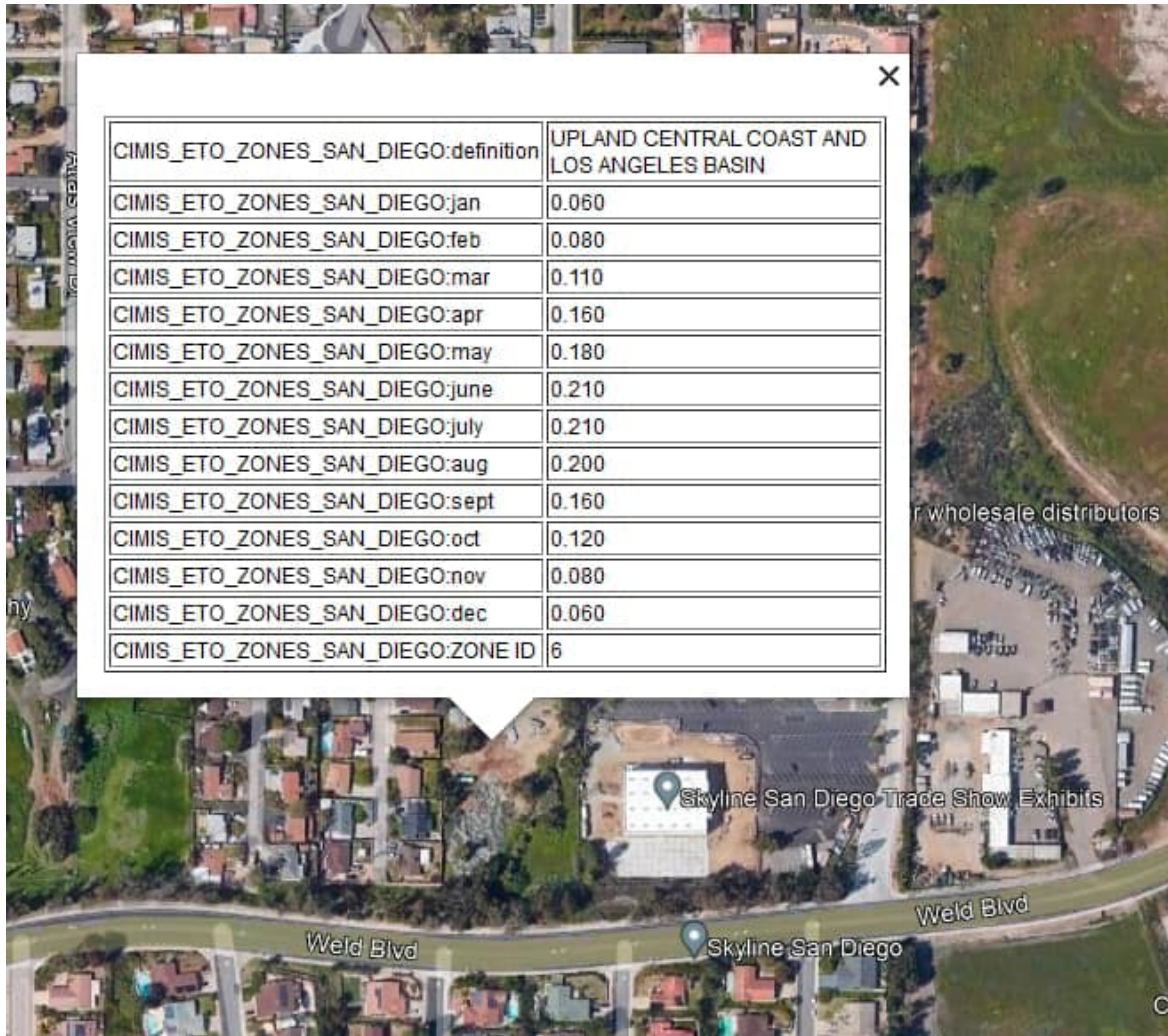 CIMIS_ETO_ZONES_SAN_DIEGO:definition UPLAND CENTRAL COAST AND
LOS ANGELES BASIN
CIMIS_ETO_ZONES_SAN_DIEGO:jan 0.060
CIMIS_ETO_ZONES_SAN_DIEGO:feb 0.080
CIMIS_ETO_ZONES_SAN_DIEGO:mar 0.110
CIMIS_ETO_ZONES_SAN_DIEGO:apr 0.160
CIMIS_ETO_ZONES_SAN_DIEGO:may 0.180
CIMIS_ETO_ZONES_SAN_DIEGO:june 0.210
CIMIS_ETO_ZONES_SAN_DIEGO:july 0.210
CIMIS_ETO_ZONES_SAN_DIEGO:aug 0.200
CIMIS_ETO_ZONES_SAN_DIEGO:sept 0.160
CIMIS_ETO_ZONES_SAN_DIEGO:oct 0.120
CIMIS_ETO_ZONES_SAN_DIEGO:nov 0.080
CIMIS_ETO_ZONES_SAN_DIEGO:dec 0.060
CIMIS_ETO_ZONES_SAN_DIEGO:ZONE ID 6
r wholesale distributors
ny
Skyline San Diego Trade Show Exhibits
Weld Blvd
Weld Blvd
Skyline San Diego